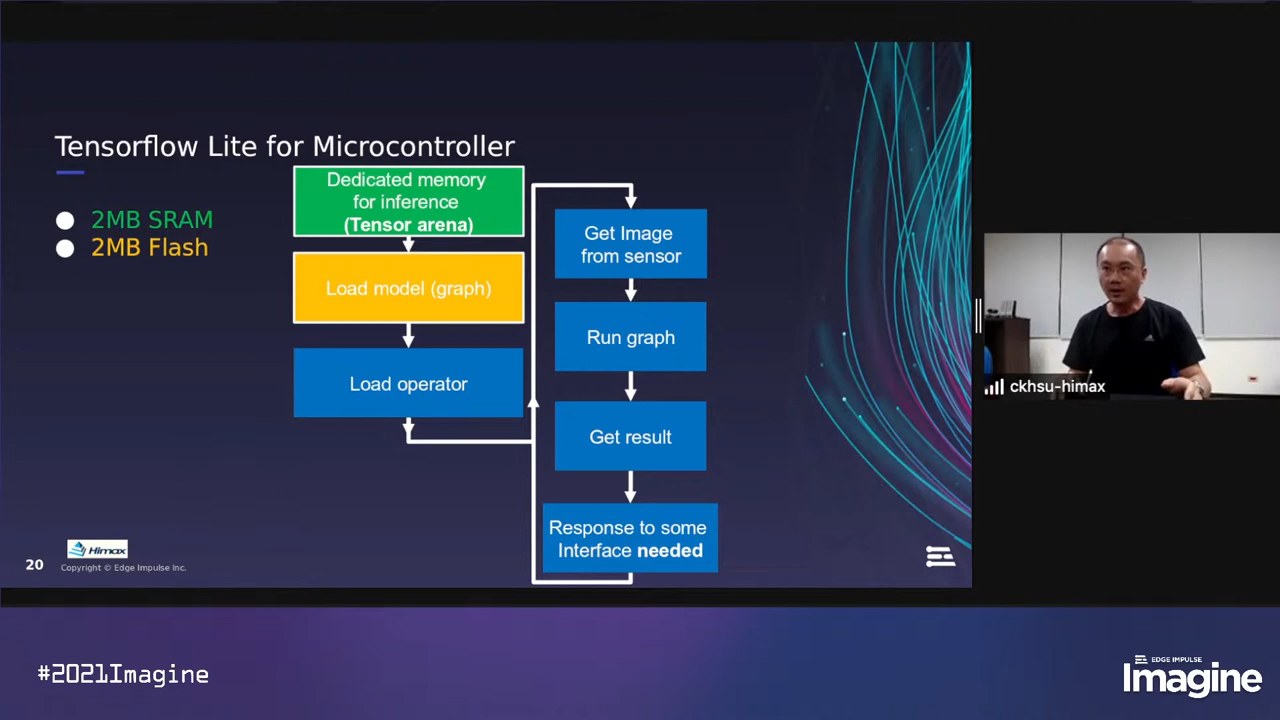 Tensorflow Lite for Microcontroller
2MB SRAM
2MB Flash
Dedicated memory
for inference
(Tensor arena)
Load model (graph)
Load operator
Get Image
from sensor
Run graph
Get result
Response to some
Interface needed
Himax
20
Copyright © Edge Impulse Inc.
ckhsu-himax
#2021Imagine
EDGE IMPULSE
Imagine